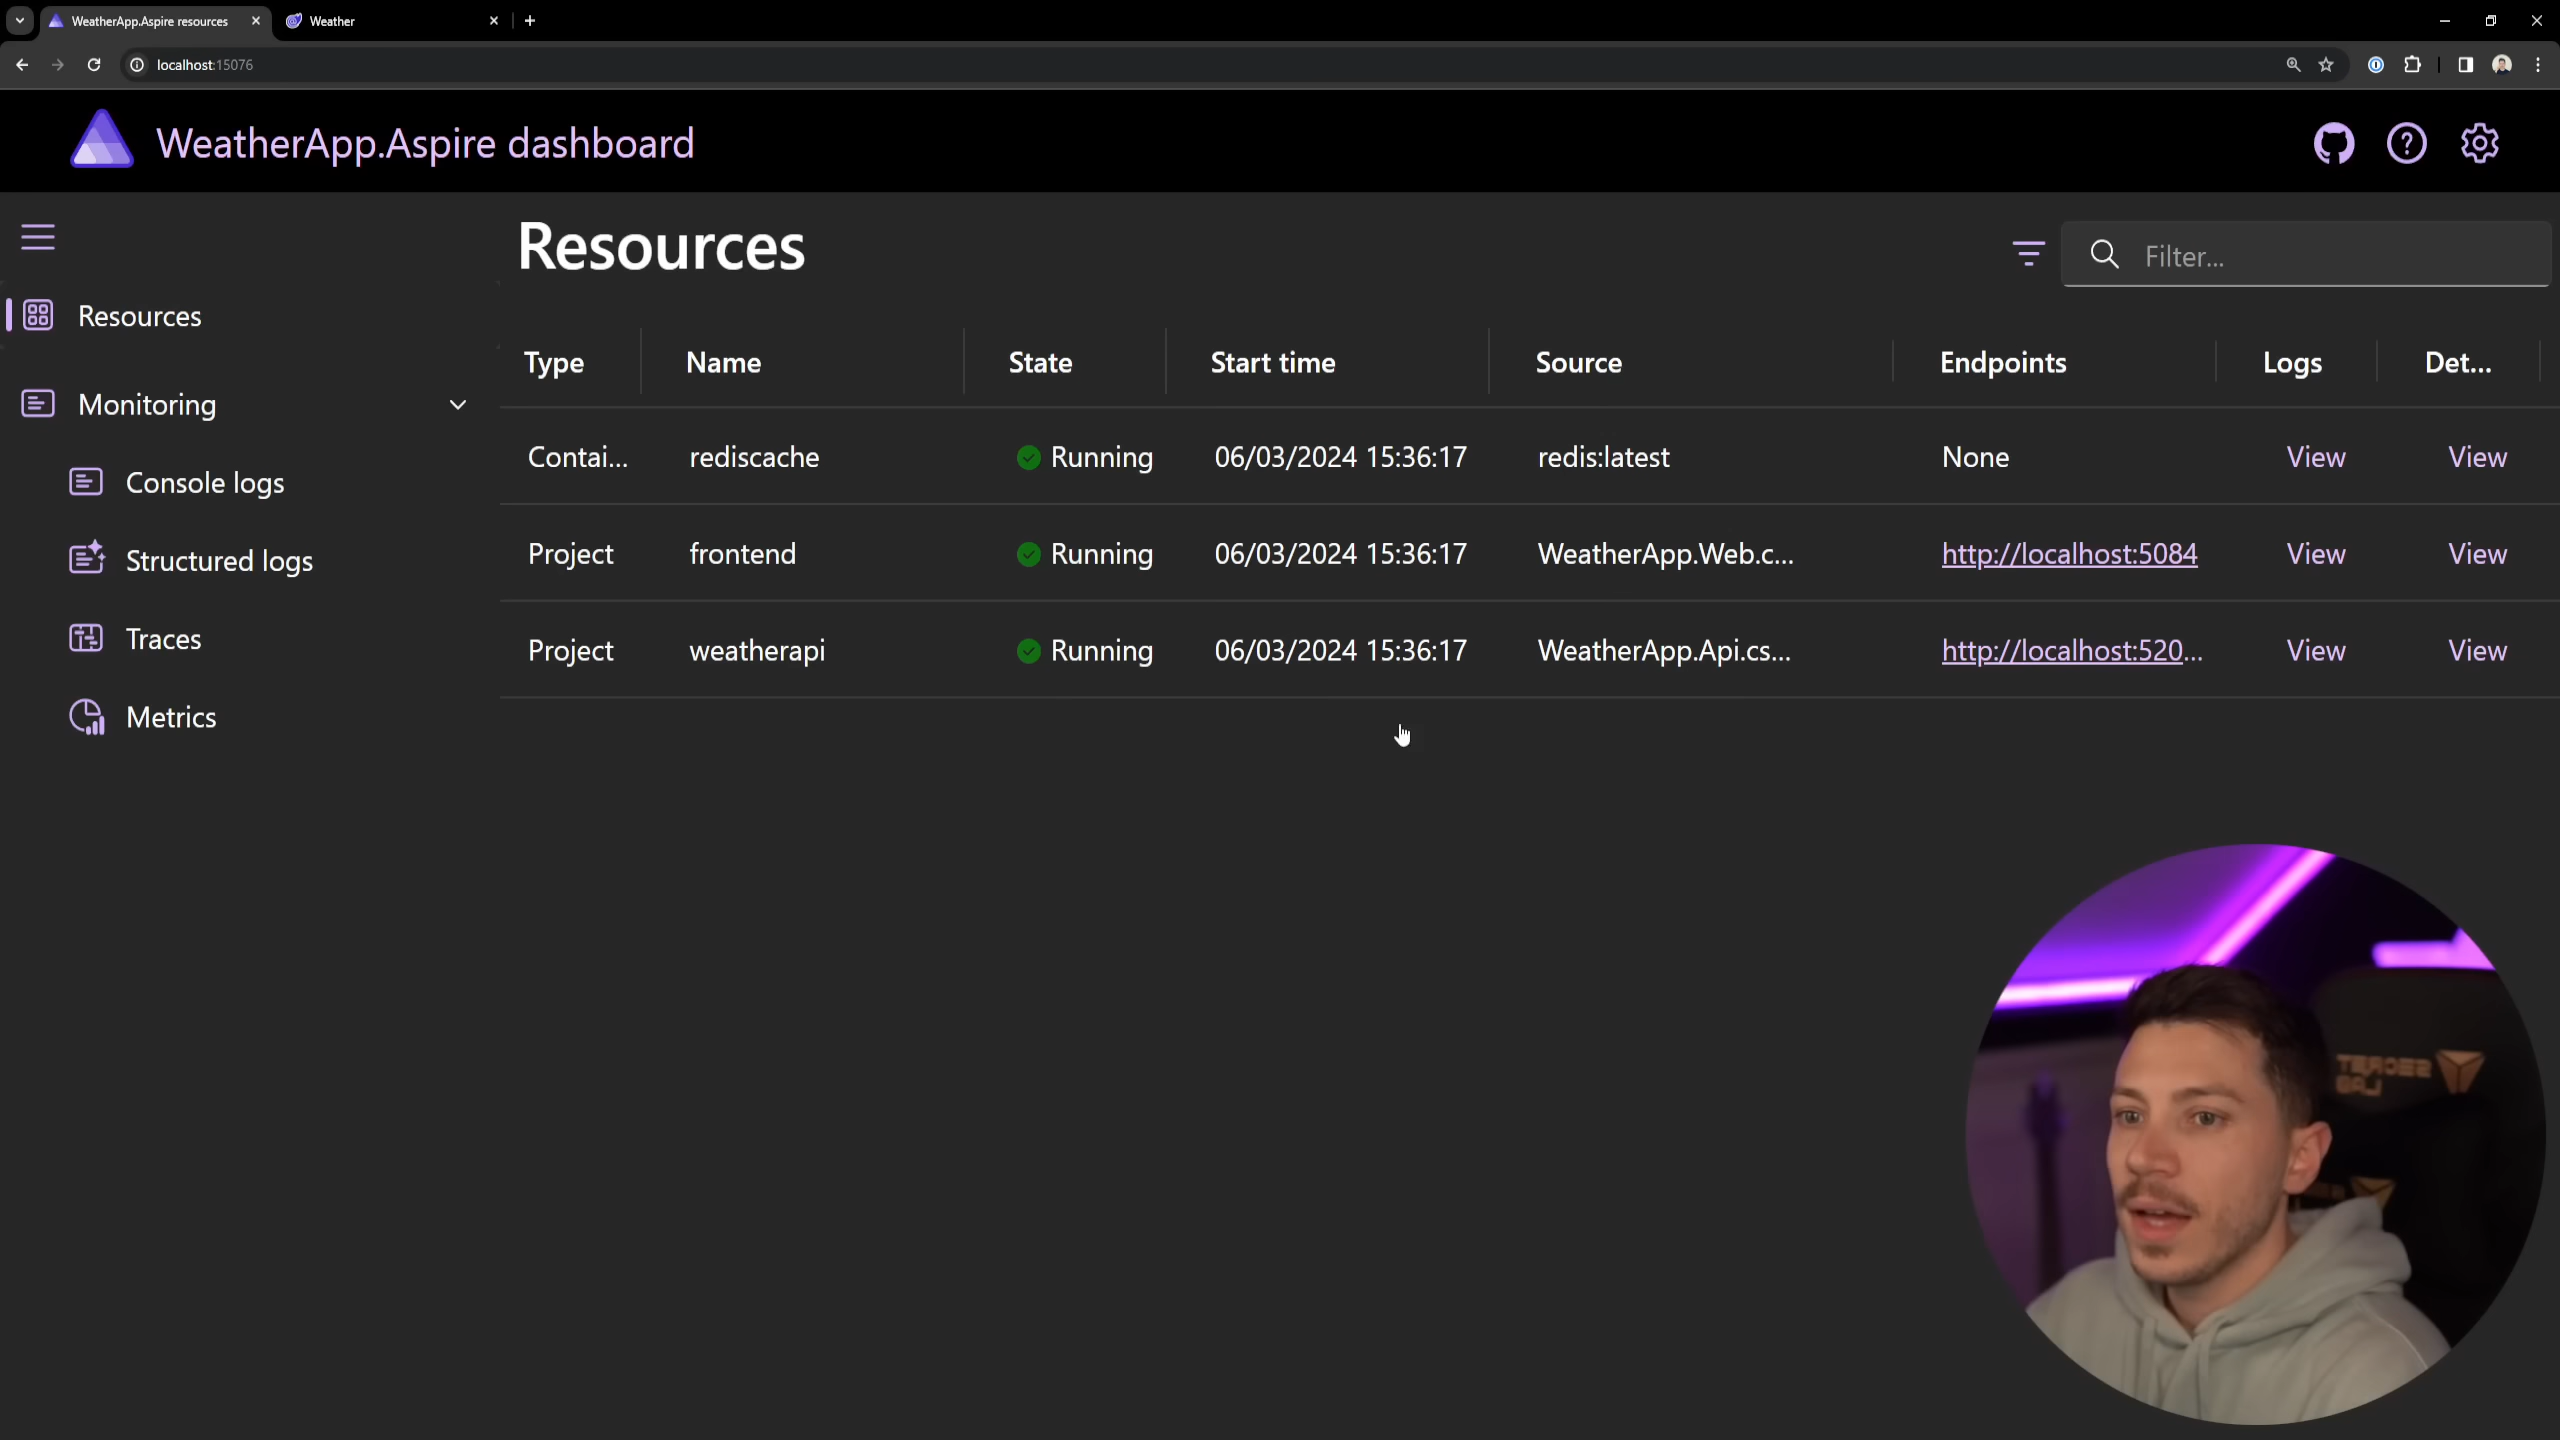 WeatherApp.Aspire resources
Weather
localhost:15076
WeatherApp.Aspire dashboard
Resources
Filter...
Resources
Type Name State Start time Source Endpoints Logs Det...
Monitoring
Contai... rediscache Running 06/03/2024 15:36:17 redis:latest None View View
Console logs
Project frontend Running 06/03/2024 15:36:17 WeatherApp.Web.c... http://localhost:5084 View View
Structured logs
Traces
Project weatherapi Running 06/03/2024 15:36:17 WeatherApp.Api.cs... http://localhost:520... View View
Metrics
SECRET
LAB